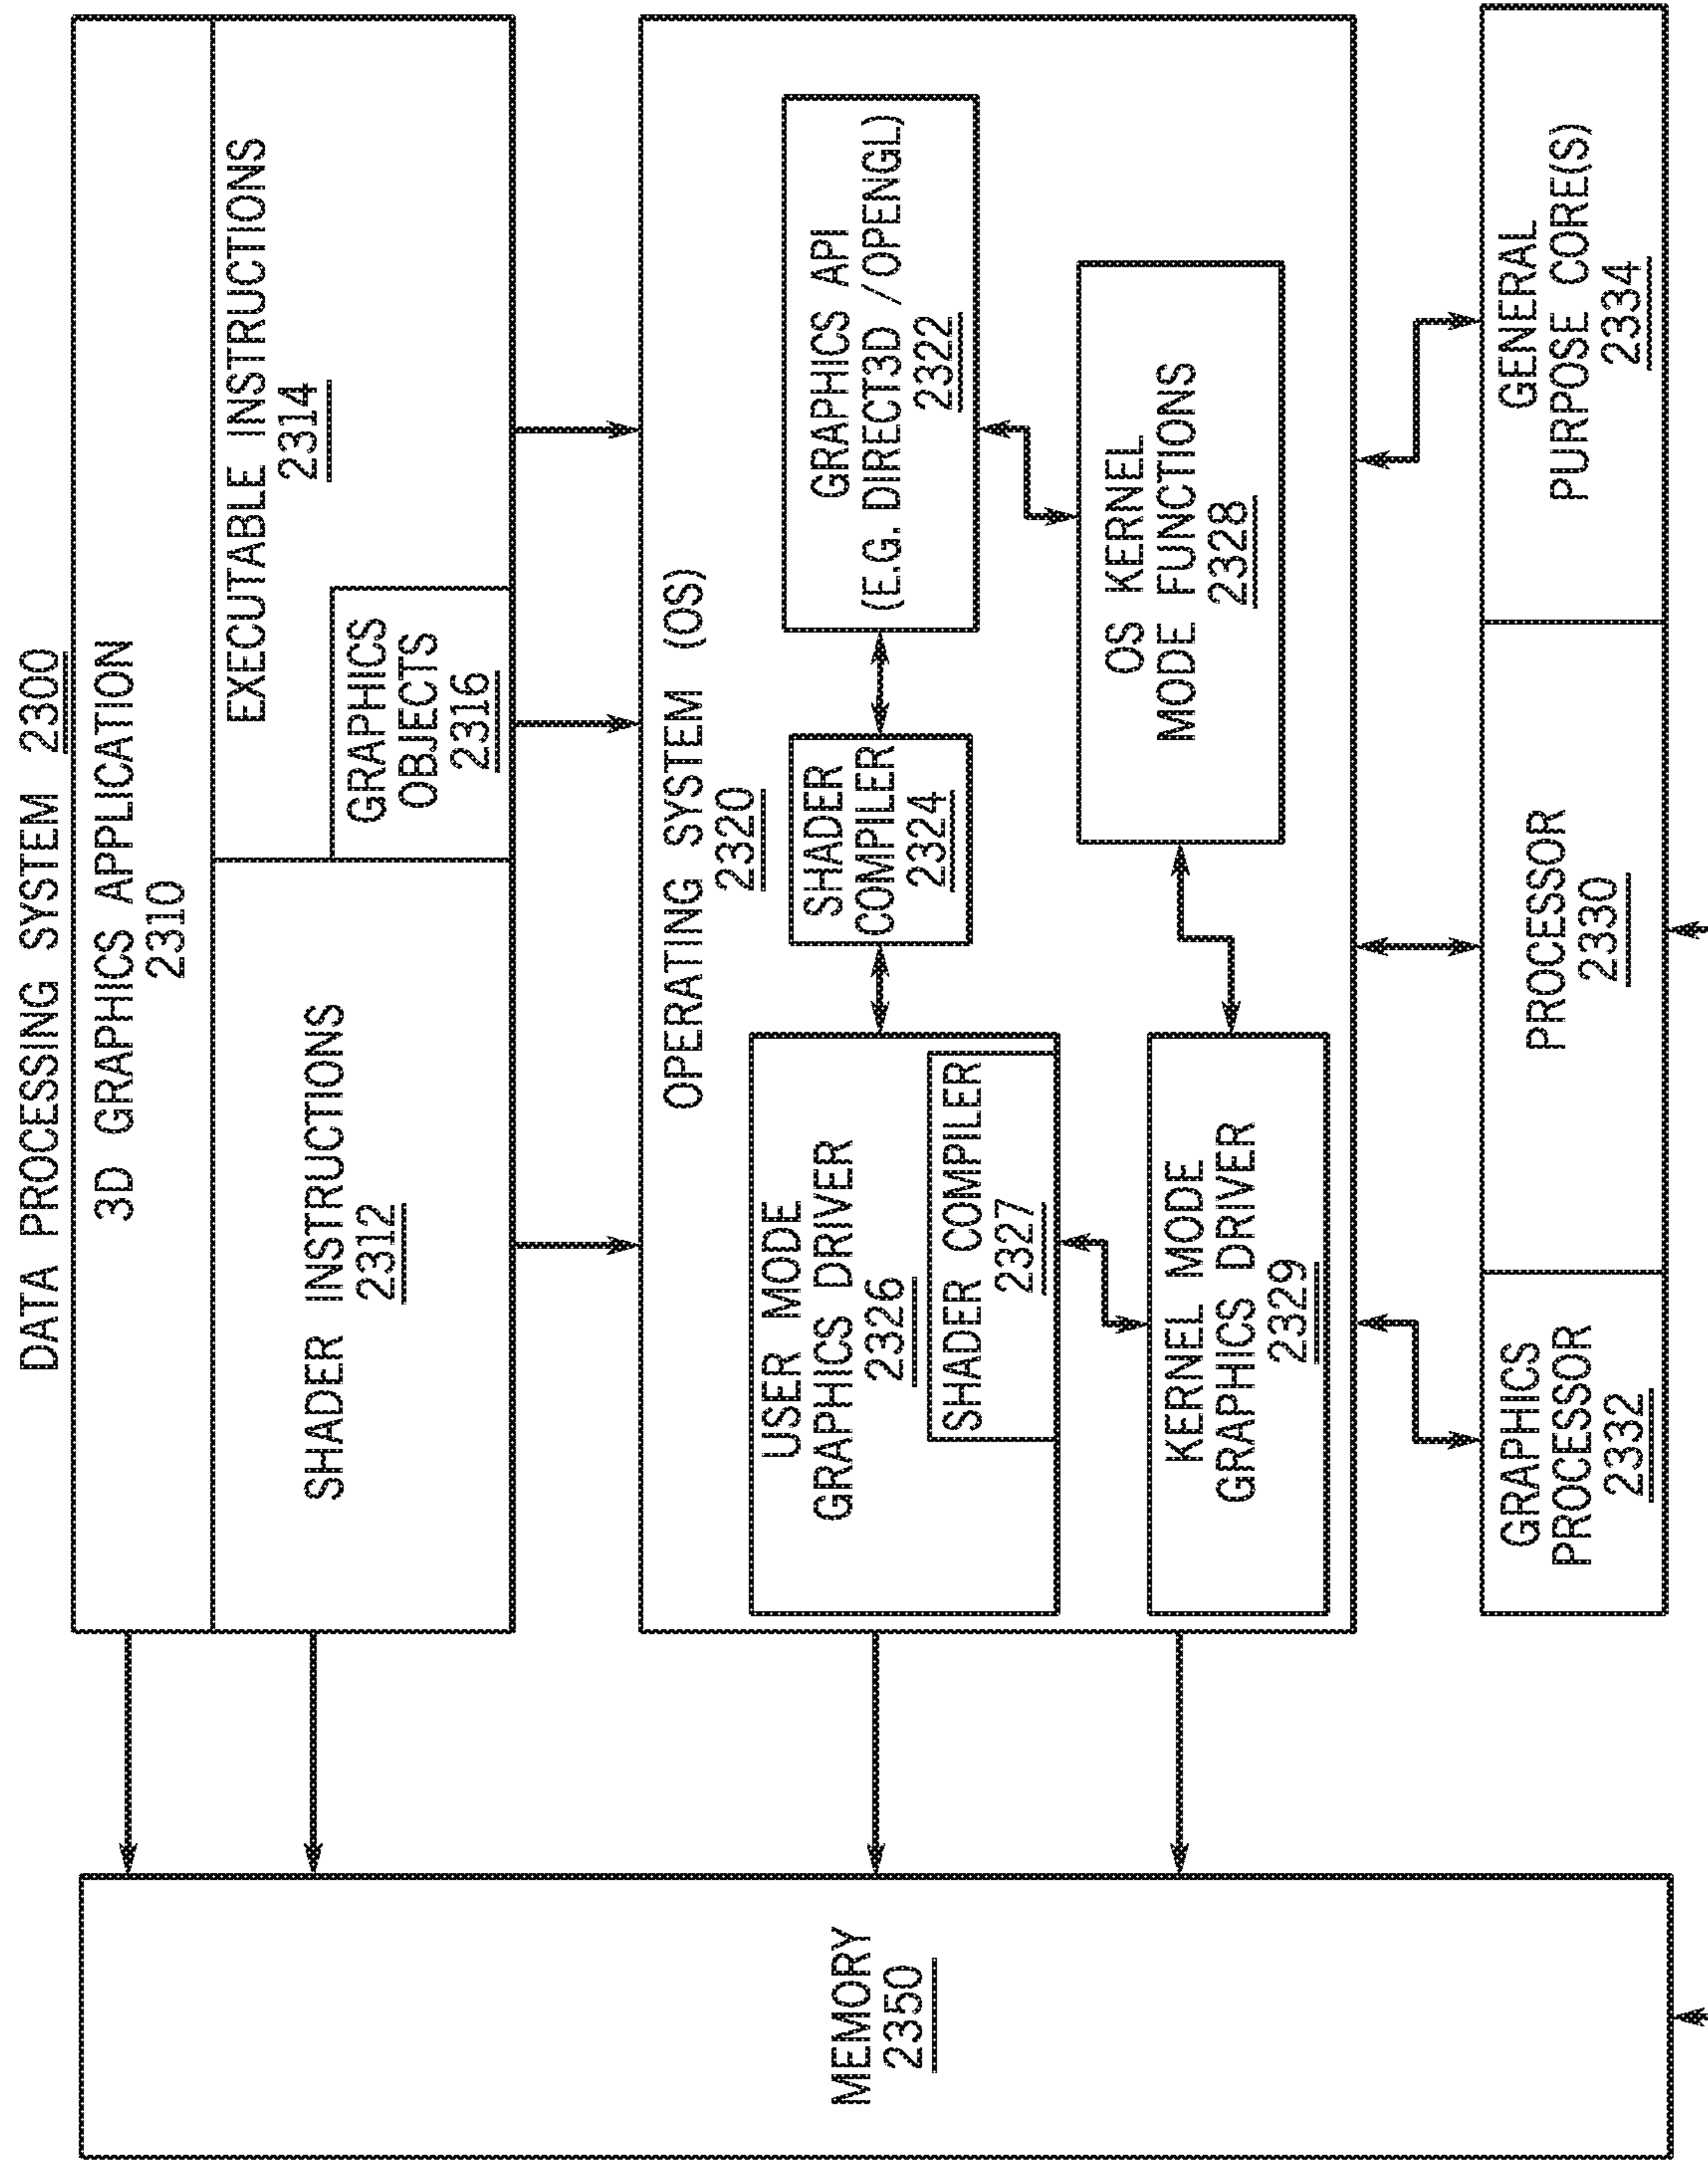 DATA PROCESSING SYSTEM 2300
3D GRAPHICS APPLICATION
2310
SHADER INSTRUCTIONS
2312
EXECUTABLE INSTRUCTIONS
2314
GRAPHICS
OBJECTS
2316
OPERATING SYSTEM (OS)
2320
USER MODE
GRAPHICS DRIVER
2326
SHADER COMPILER
2327
SHADER
COMPILER
2324
GRAPHICS API
(E.G. DIRECT3D / OPENGL)
2322
KERNEL MODE
GRAPHICS DRIVER
2329
OS KERNEL
MODE FUNCTIONS
2328
GRAPHICS
PROCESSOR
2332
PROCESSOR
2330
GENERAL
PURPOSE CORE(S)
2334
MEMORY
2350